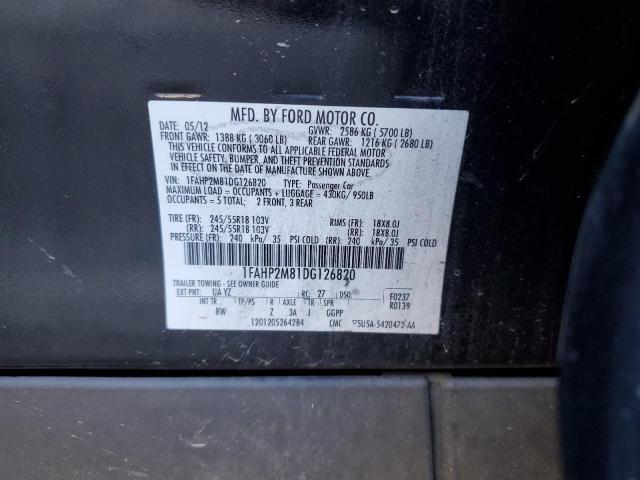 MFD. BY FORD MOTOR CO.
DATE: 05/12 GVWR: 2586 KG ( 5700 LB)
FRONT GAWR: 1388 KG ( 3060 LB) REAR GAWR: 1216 KG ( 2680 LB)
THIS VEHICLE CONFORMS TO ALL APPLICABLE FEDERAL MOTOR
VEHICLE SAFETY, BUMPER, AND THEFT PREVENTION STANDARDS
IN EFFECT ON THE DATE OF MANUFACTURE SHOWN ABOVE.
VEHICLE IN: 1FAHP2M81DG126820 TYPE: Passenger Car
MAXIMUM LOAD = OCCUPANTS + LUGGAGE = 430KG/ 950LB
OCCUPANTS = 5 TOTAL; 2 FRONT, 3 REAR
TIRE (FR): 245/55R18 103V RIMS (FR): 18X8.0J
(RR): 245/55R18 103V (RR): 18X8.0J
PRESSURE (FR): 240 kPa/ 35 PSI COLD (RR): 240 kPa/ 35 PSI COLD
1FAHP2M81DG126820
TRAILER TOWING - SEE OWNER GUIDE
EXT PNT: UA YZ RC: 27 DSO: F0237
INT TR TP/PS R AXLE TR SPR R0139
RW Z 3A J GGPP
1201205264284 CMC 5U5A-5420472-AA